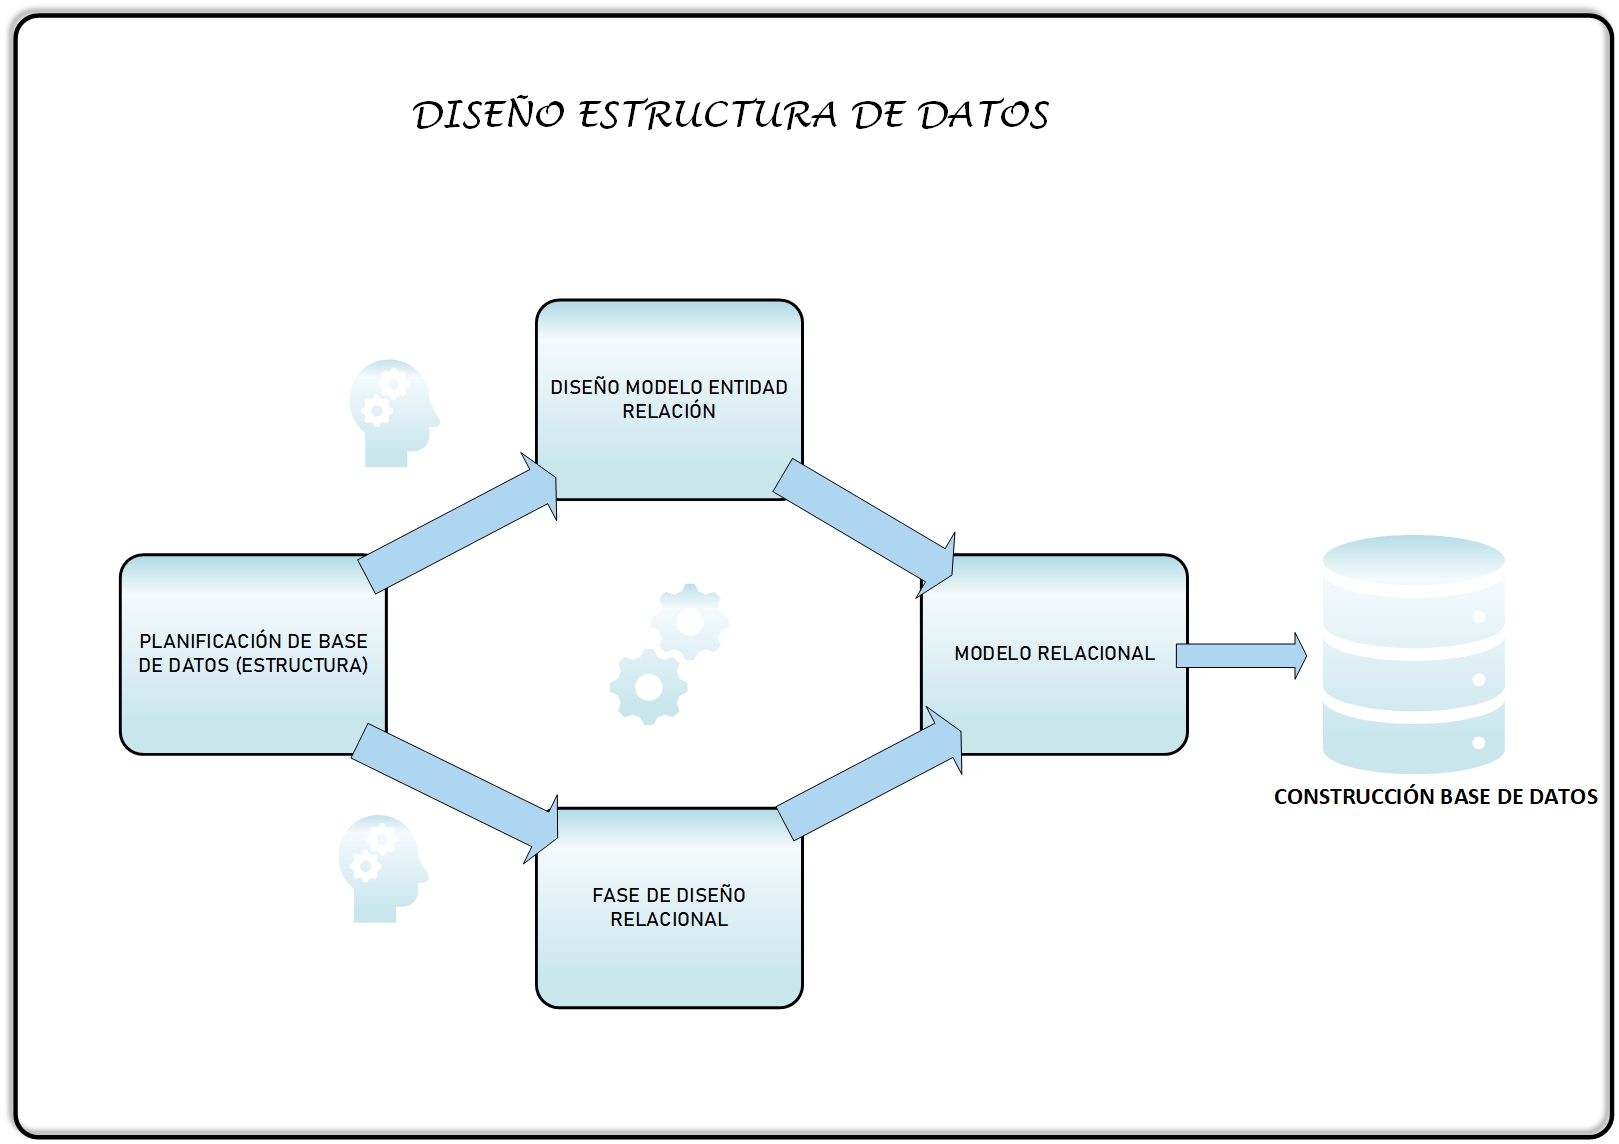 DISEÑO ESTRUCTURA DE DATOS
DISEÑO MODELO ENTIDAD
RELACIÓN
PLANIFICACIÓN DE BASE
DE DATOS (ESTRUCTURA)
MODELO RELACIONAL
CONSTRUCCIÓN BASE DE DATOS
FASE DE DISEÑO
RELACIONAL